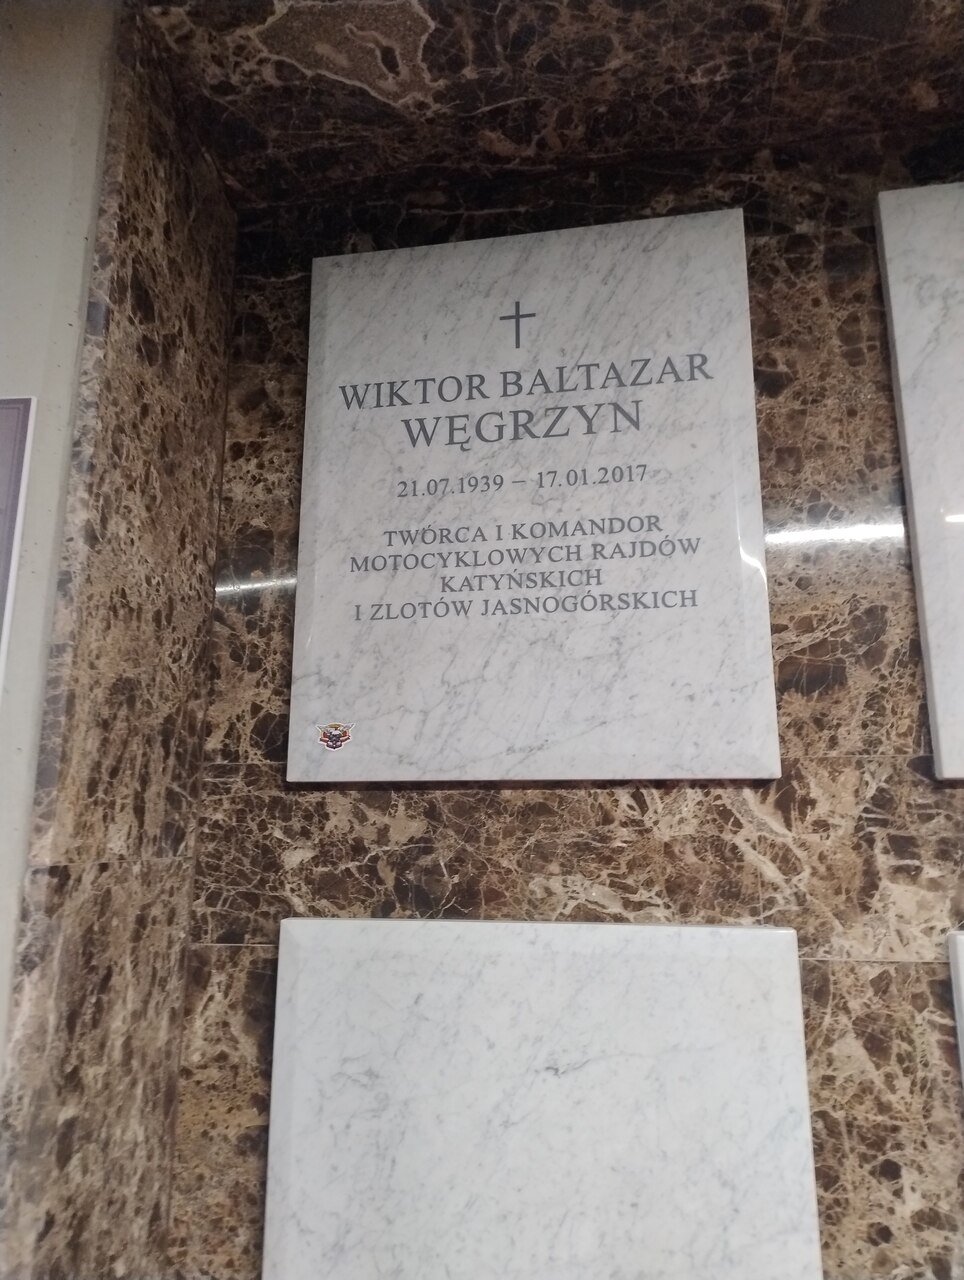 WIKTOR BALTAZAR
WĘGRZYN
21.07.1939 – 17.01.2017
TWÓRCA I KOMANDOR
MOTOCYKLOWYCH RAJDÓW
KATYŃSKICH
I ZLOTÓW JASNOGÓRSKICH